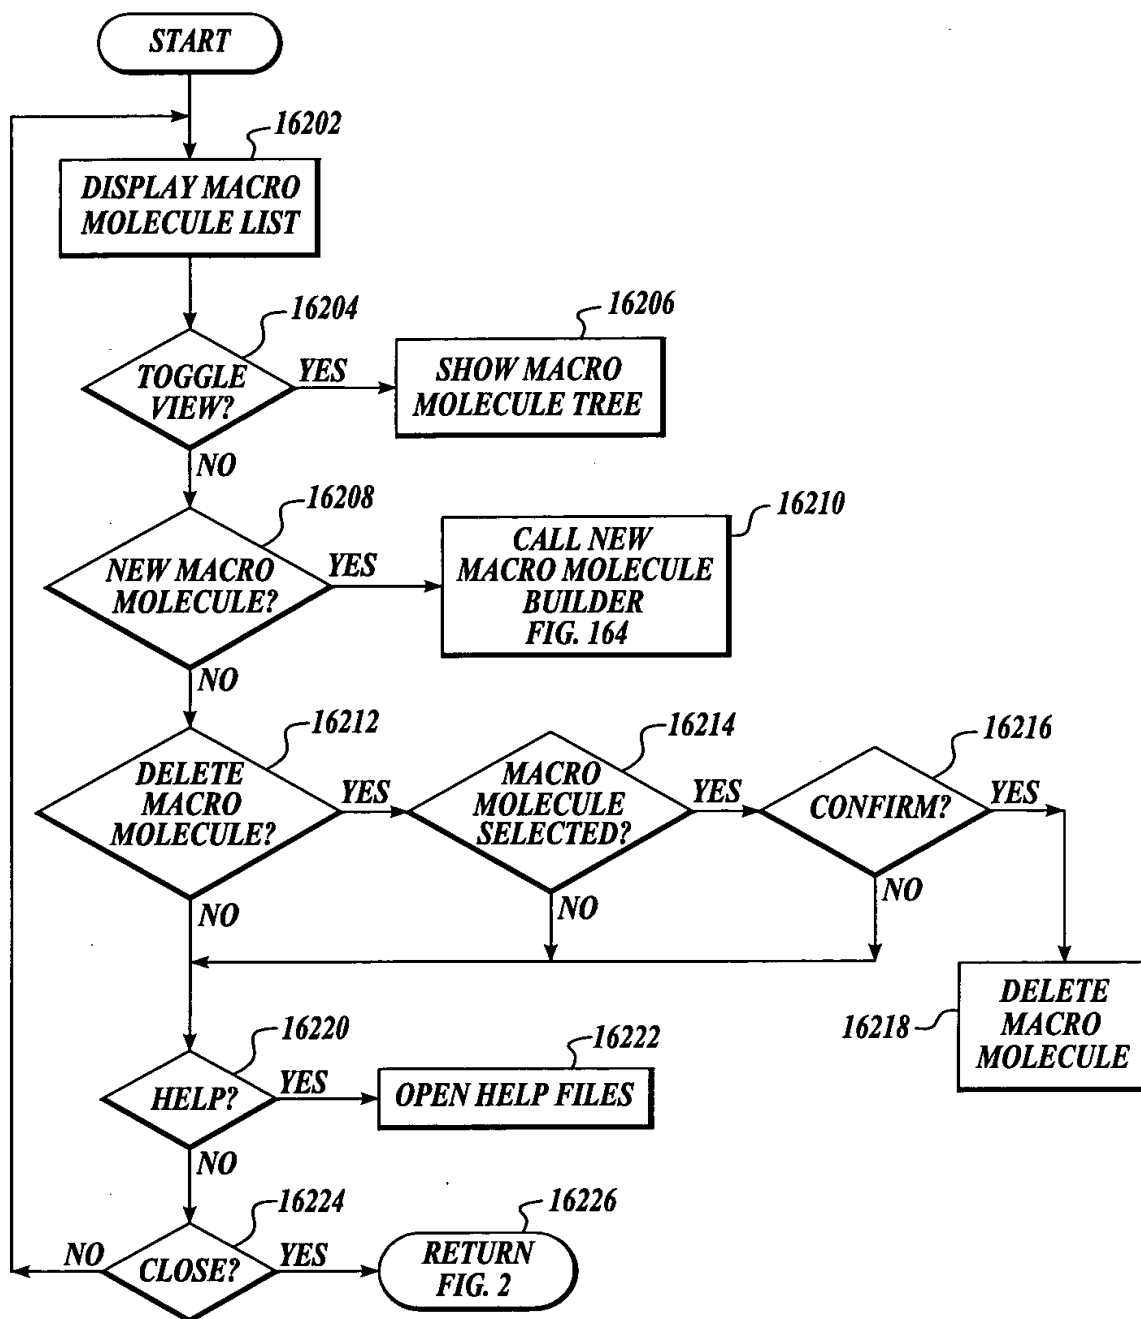 START
16202
DISPLAY MACRO
MOLECULE LIST
16204
TOGGLE
VIEW?
YES
NO
16206
SHOW MACRO
MOLECULE TREE
16208
NEW MACRO
MOLECULE?
YES
NO
16210
CALL NEW
MACRO MOLECULE
BUILDER
FIG. 164
16212
DELETE
MACRO
MOLECULE?
YES
NO
16214
MACRO
MOLECULE
SELECTED?
YES
NO
16216
CONFIRM?
YES
NO
16218
DELETE
MACRO
MOLECULE
16220
HELP?
YES
NO
16222
OPEN HELP FILES
16224
CLOSE?
NO
YES
16226
RETURN
FIG. 2